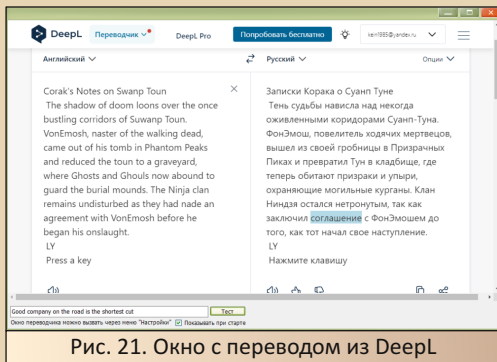 DeepL
Переводчик
DeepL Pro
Попробовать бесплатно
kein1985@yandex.ru
Английский
Русский
Опции
Corak's Notes on Swanp Toun
The shadow of doom loons over the once
bustling corridors of Suwanp Toun.
VonEmosh, naster of the walking dead,
came out of his tomb in Phantom Peaks
and reduced the toun to a graveyard,
where Ghosts and Ghouls now abound to
guard the burial mounds. The Ninja clan
remains undisturbed as they had nade an
agreement with VonEmosh before he
began his onslaught.
LY
Press a key
Записки Корака о Суанп Туне
Тень судьбы нависла над некогда
оживленными коридорами Суанп-Туна.
ФонЭмош, повелитель ходячих мертвецов,
вышел из своей гробницы в Призрачных
Пиках и превратил Тун в кладбище, где
теперь обитают призраки и упыри,
охраняющие могильные курганы. Клан
Ниндзя остался нетронутым, так как
заключил соглашение с ФонЭмошем до
того, как тот начал свое наступление.
LY
Нажмите клавишу
Good company on the road is the shortest cut
Тест
Окно переводчика можно вызвать через меню "Настройки"
Показывать при старте
Рис. 21. Окно с переводом из DeepL